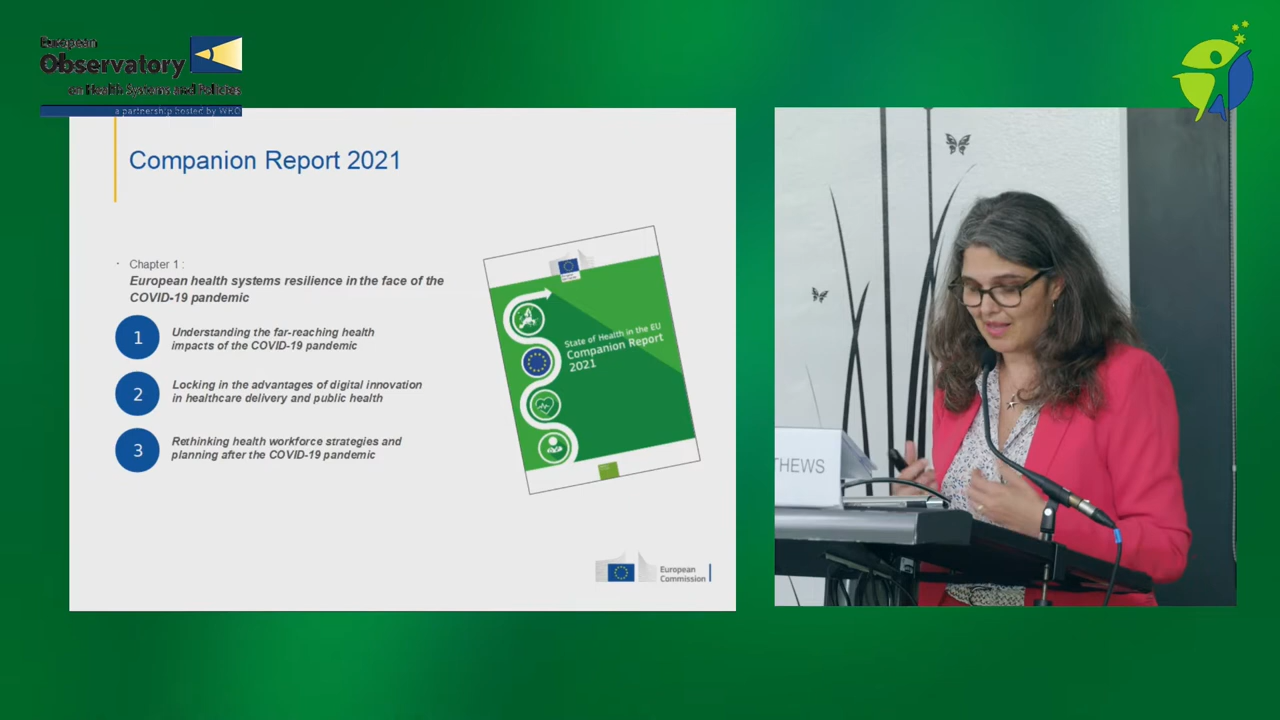 European
Observatory
on Health Systems and Policies
a partnership hosted by WHO
Companion Report 2021
· Chapter 1 :
European health systems resilience in the face of the
COVID-19 pandemic
1
Understanding the far-reaching health
impacts of the COVID-19 pandemic
2
Locking in the advantages of digital innovation
in healthcare delivery and public health
3
Rethinking health workforce strategies and
planning after the COVID-19 pandemic
State of Health in the EU
Companion Report
2021
European
Commission
THEWS